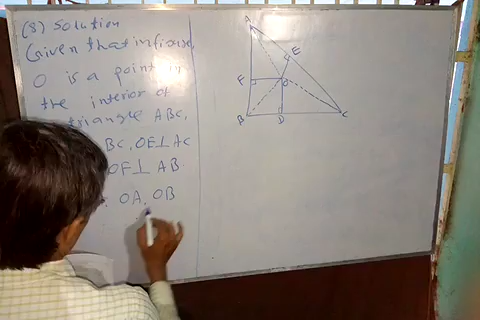 (8) Solution
Given that in figure,
O is a point in
the interior of
triangle ABC,
BC, OE⊥AC
OF⊥ AB
OA, OB
A
E
F
O
B
D
C